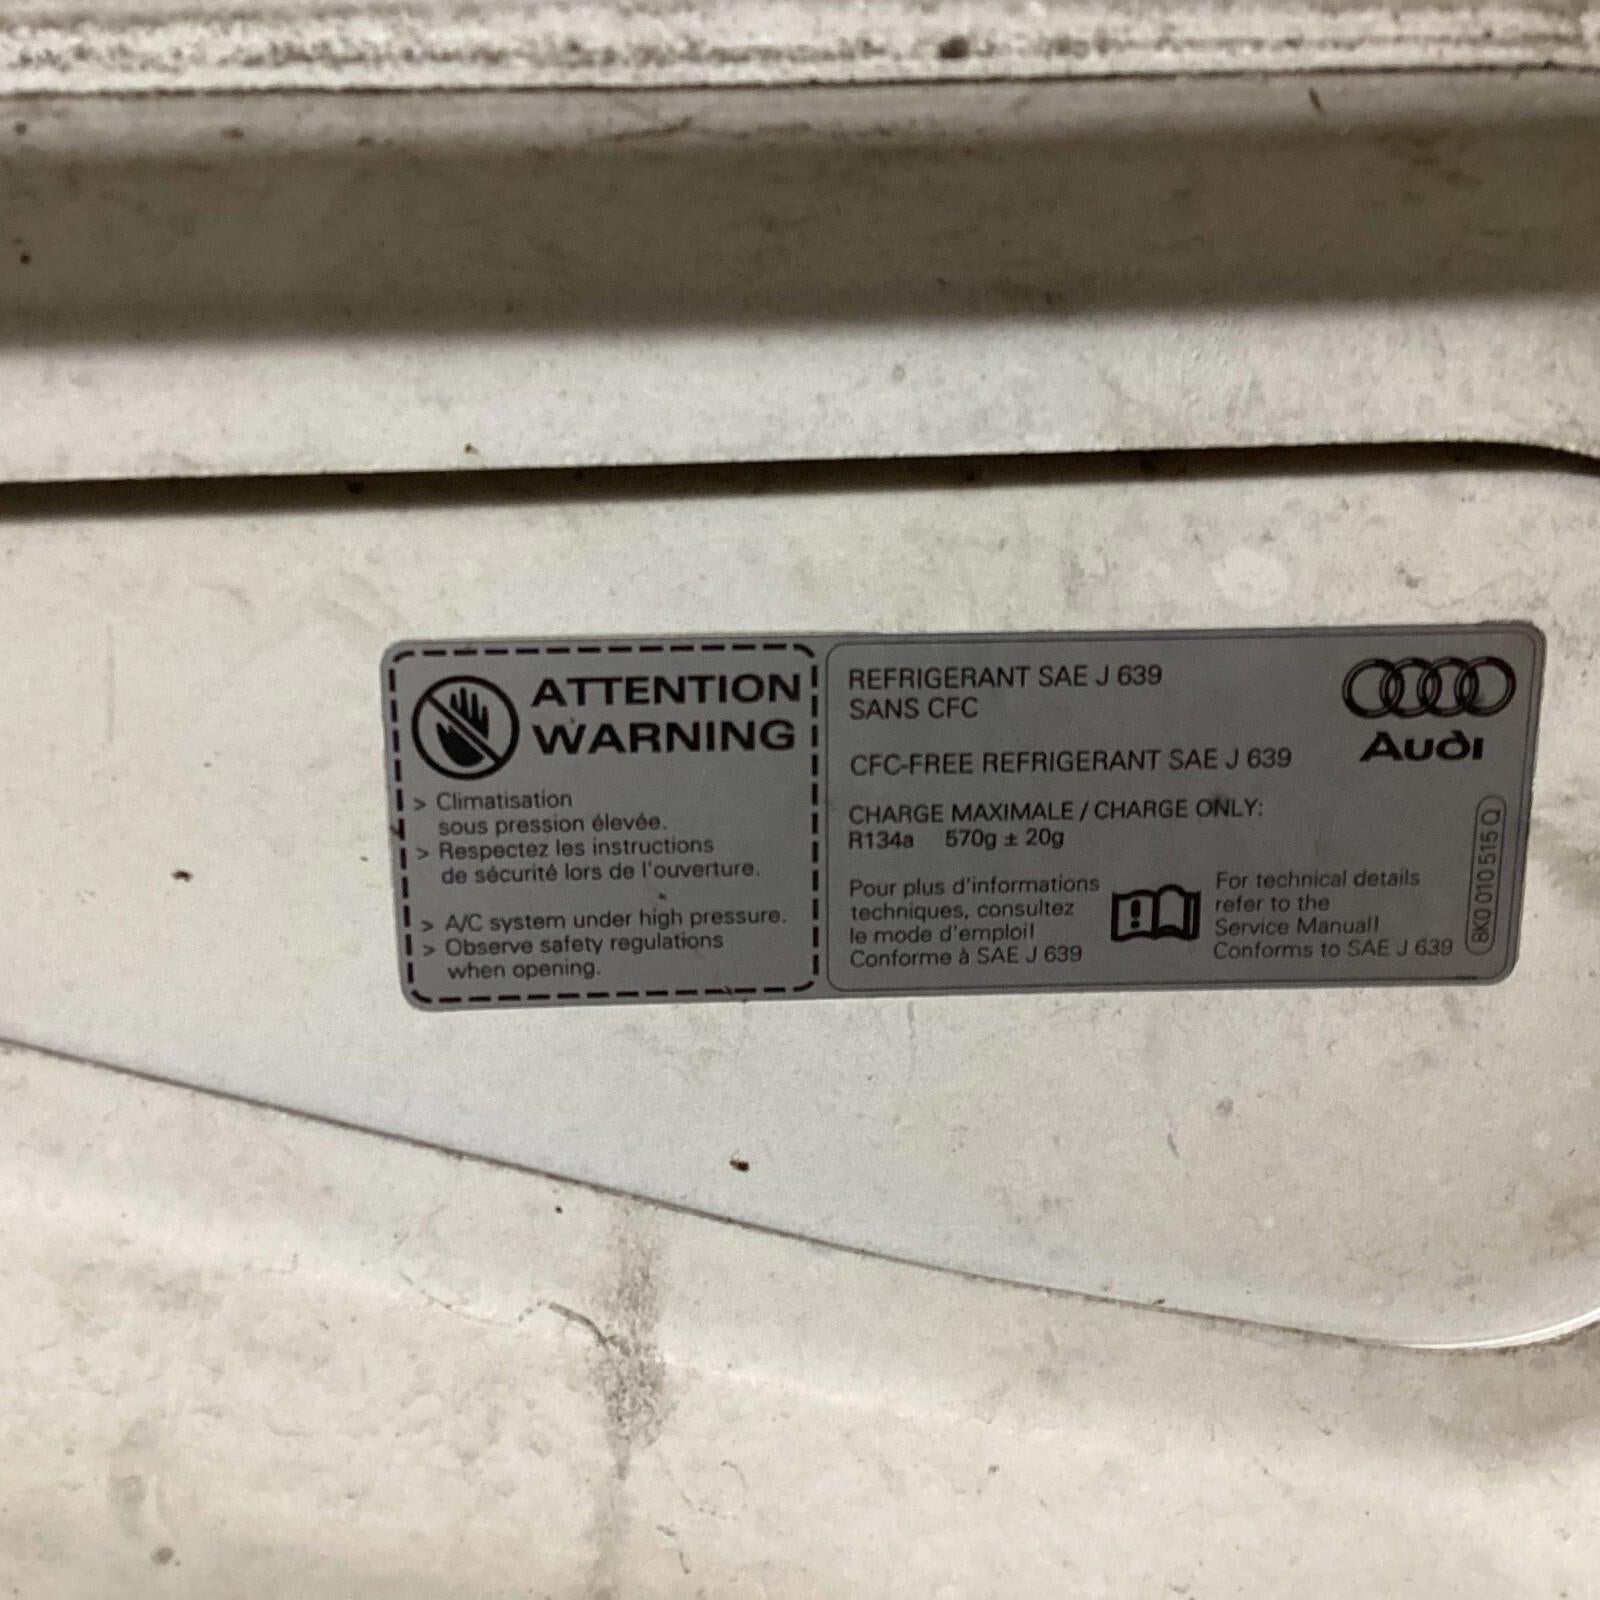 ATTENTION
WARNING
> Climatisation
sous pression élevée.
> Respectez les instructions
de sécurité lors de l'ouverture.
> A/C system under high pressure.
> Observe safety regulations
when opening.
REFRIGERANT SAE J 639
SANS CFC
CFC-FREE REFRIGERANT SAE J 639
CHARGE MAXIMALE / CHARGE ONLY:
R134a 570g ± 20g
Pour plus d'informations
techniques, consultez
le mode d'emploi!
Conforme à SAE J 639
For technical details
refer to the
Service Manual!
Conforms to SAE J 639
Audi
8K0 010 515 Q